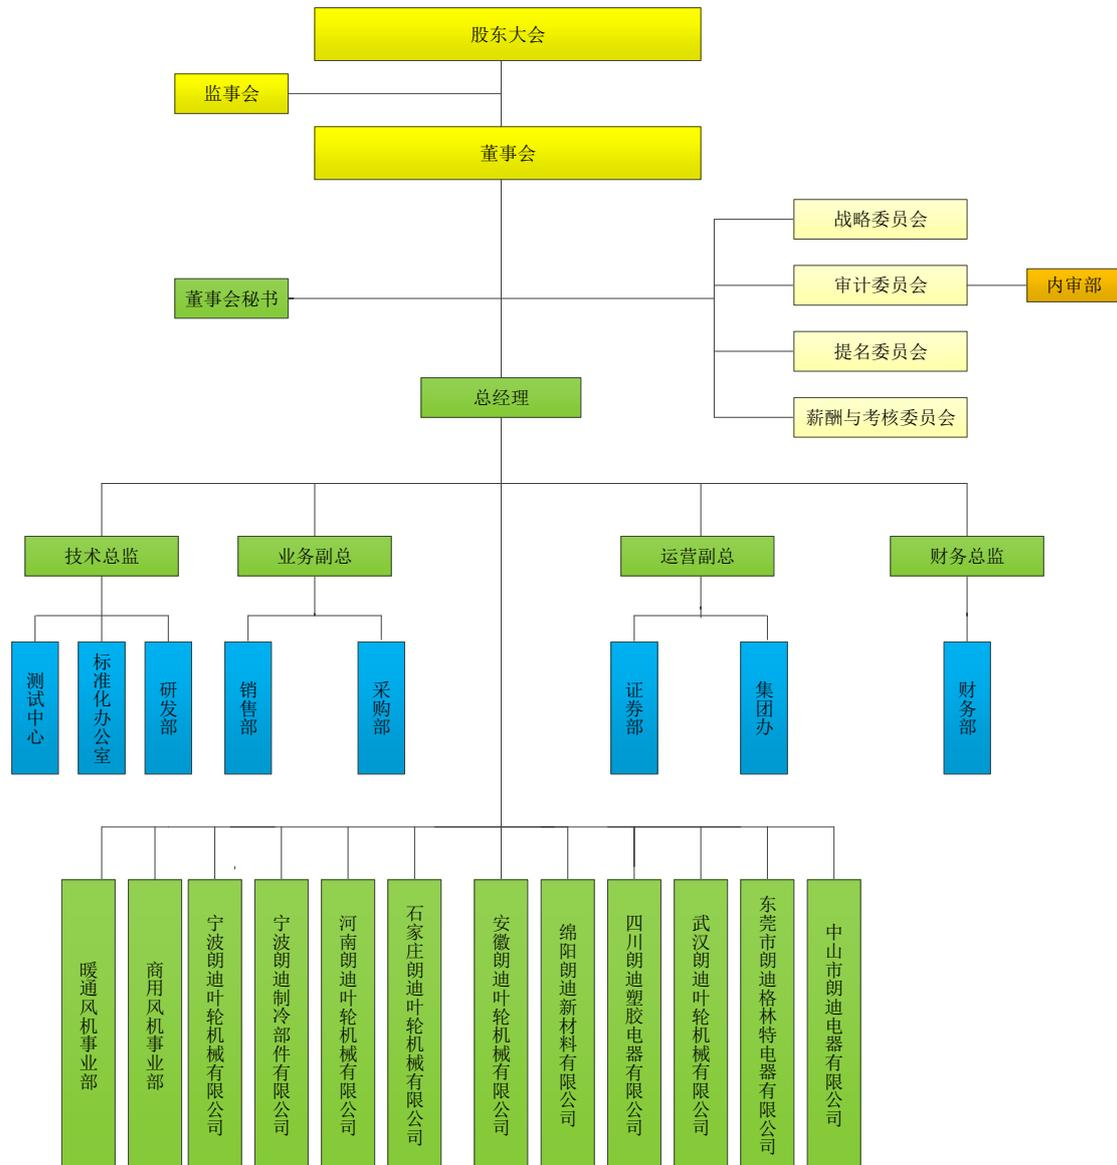 股东大会
监事会
董事会
战略委员会
审计委员会
内审部
董事会秘书
提名委员会
总经理
薪酬与考核委员会
技术总监
业务副总
运营副总
财务总监
测试中心
标准化办公室
研发部
销售部
采购部
证券部
集团办
财务部
暖通风机事业部
商用风机事业部
宁波朗迪叶轮机械有限公司
宁波朗迪制冷部件有限公司
河南朗迪叶轮机械有限公司
石家庄朗迪叶轮机械有限公司
安徽朗迪叶轮机械有限公司
绵阳朗迪新材料有限公司
四川朗迪塑胶电器有限公司
武汉朗迪叶轮机械有限公司
东莞市朗迪格林特电器有限公司
中山市朗迪电器有限公司